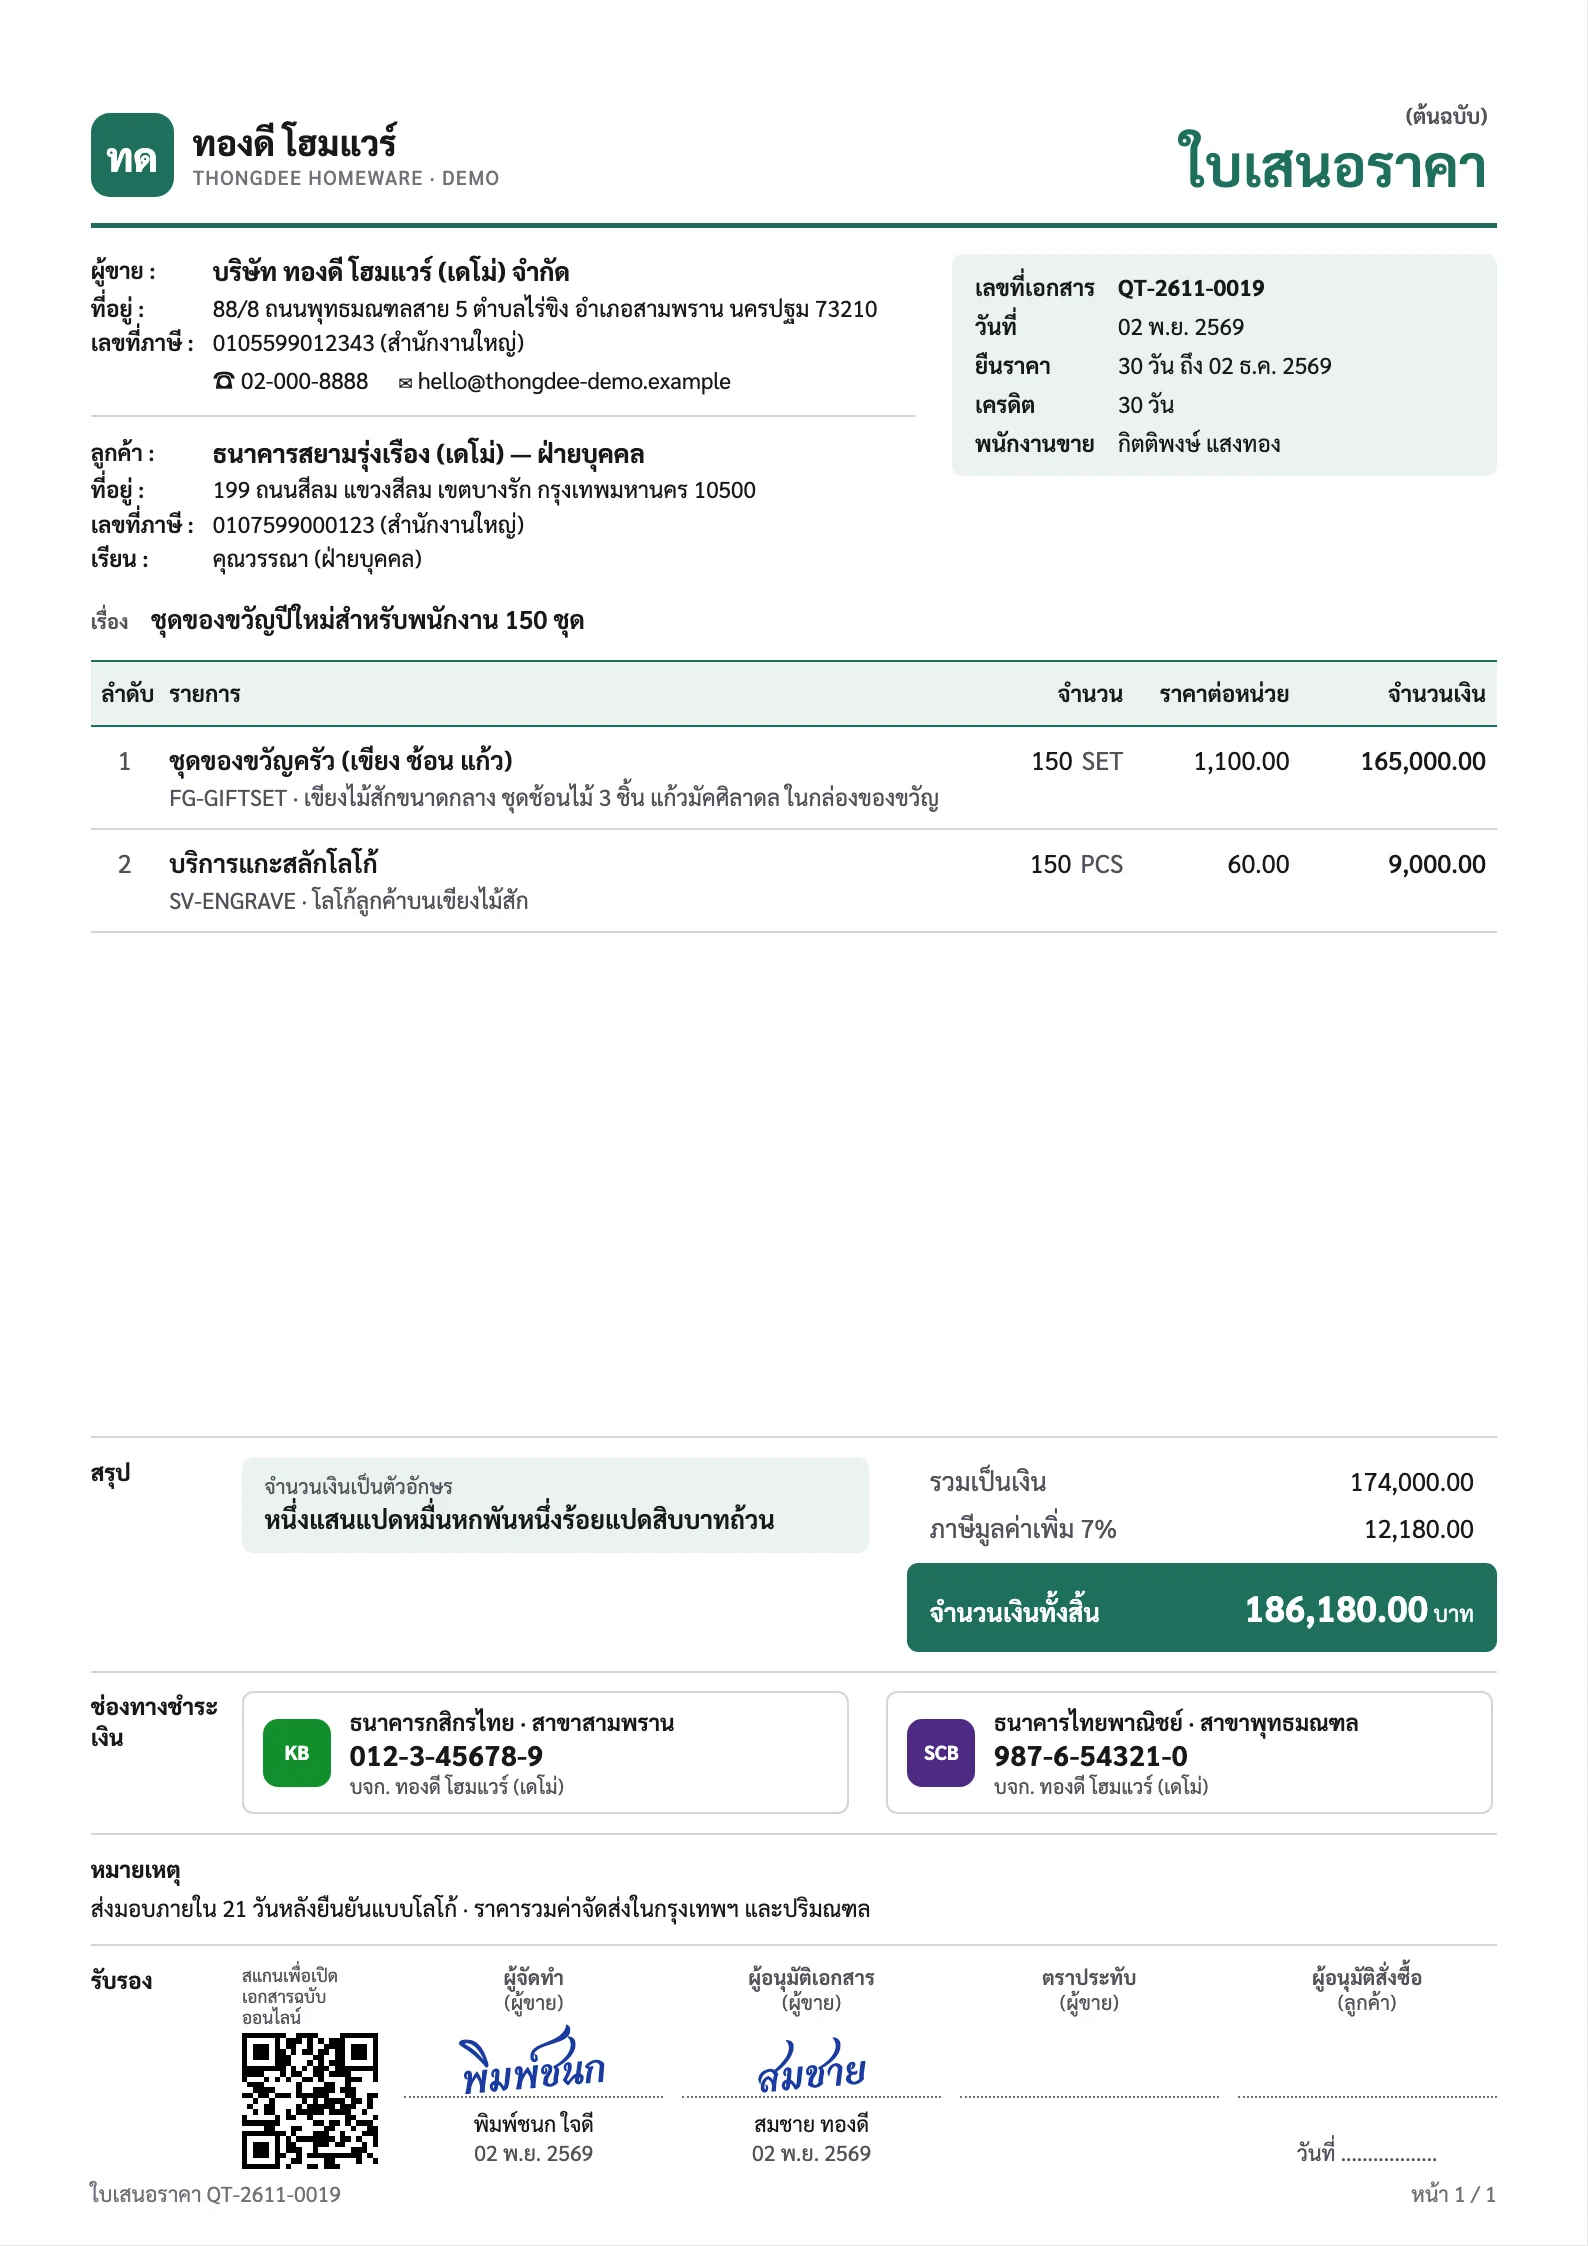 (ต้นฉบับ)
ทด
ทองดี โฮมแวร์
THONGDEE HOMEWARE · DEMO
ใบเสนอราคา
ผู้ขาย : บริษัท ทองดี โฮมแวร์ (เดโม่) จำกัด
ที่อยู่ : 88/8 ถนนพุทธมณฑลสาย 5 ตำบลไร่ขิง อำเภอสามพราน นครปฐม 73210
เลขที่ภาษี : 0105599012343 (สำนักงานใหญ่)
☎ 02-000-8888 ✉ hello@thongdee-demo.example
เลขที่เอกสาร QT-2611-0019
วันที่ 02 พ.ย. 2569
ยืนราคา 30 วัน ถึง 02 ธ.ค. 2569
เครดิต 30 วัน
พนักงานขาย กิตติพงษ์ แสงทอง
ลูกค้า : ธนาคารสยามรุ่งเรือง (เดโม่) — ฝ่ายบุคคล
ที่อยู่ : 199 ถนนสีลม แขวงสีลม เขตบางรัก กรุงเทพมหานคร 10500
เลขที่ภาษี : 0107599000123 (สำนักงานใหญ่)
เรียน : คุณวรรณา (ฝ่ายบุคคล)
เรื่อง ชุดของขวัญปีใหม่สำหรับพนักงาน 150 ชุด
ลำดับ รายการ จำนวน ราคาต่อหน่วย จำนวนเงิน
1 ชุดของขวัญครัว (เขียง ช้อน แก้ว) 150 SET 1,100.00 165,000.00
FG-GIFTSET · เขียงไม้สักขนาดกลาง ชุดช้อนไม้ 3 ชิ้น แก้วมัคศิลาดล ในกล่องของขวัญ
2 บริการแกะสลักโลโก้ 150 PCS 60.00 9,000.00
SV-ENGRAVE · โลโก้ลูกค้าบนเขียงไม้สัก
สรุป
จำนวนเงินเป็นตัวอักษร
หนึ่งแสนแปดหมื่นหกพันหนึ่งร้อยแปดสิบบาทถ้วน
รวมเป็นเงิน 174,000.00
ภาษีมูลค่าเพิ่ม 7% 12,180.00
จำนวนเงินทั้งสิ้น 186,180.00 บาท
ช่องทางชำระ
เงิน
KB
ธนาคารกสิกรไทย · สาขาสามพราน
012-3-45678-9
บจก. ทองดี โฮมแวร์ (เดโม่)
SCB
ธนาคารไทยพาณิชย์ · สาขาพุทธมณฑล
987-6-54321-0
บจก. ทองดี โฮมแวร์ (เดโม่)
หมายเหตุ
ส่งมอบภายใน 21 วันหลังยืนยันแบบโลโก้ · ราคารวมค่าจัดส่งในกรุงเทพฯ และปริมณฑล
รับรอง
สแกนเพื่อเปิด
เอกสารฉบับ
ออนไลน์
ผู้จัดทำ
(ผู้ขาย)
พิมพ์ชนก
พิมพ์ชนก ใจดี
02 พ.ย. 2569
ผู้อนุมัติเอกสาร
(ผู้ขาย)
สมชาย
สมชาย ทองดี
02 พ.ย. 2569
ตราประทับ
(ผู้ขาย)
ผู้อนุมัติสั่งซื้อ
(ลูกค้า)
วันที่ ..................
ใบเสนอราคา QT-2611-0019
หน้า 1 / 1